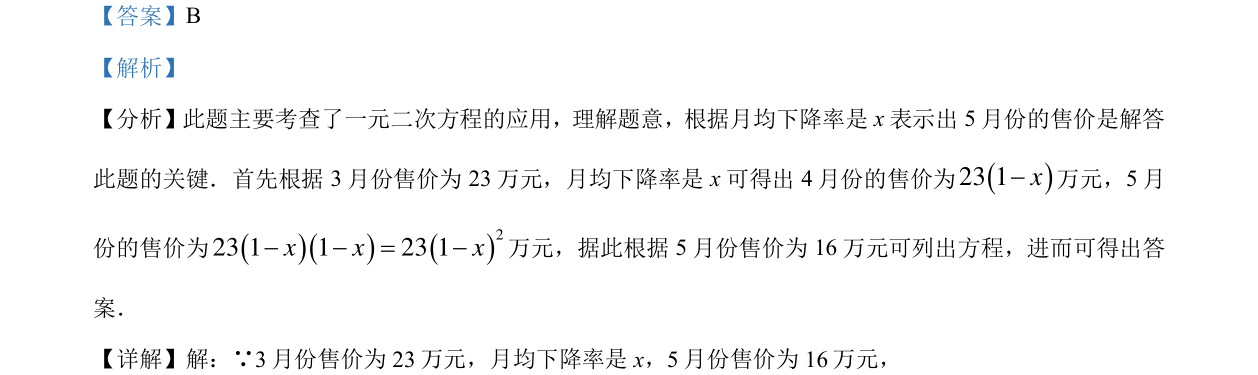 【答案】B
【解析】
【分析】此题主要考查了一元二次方程的应用，理解题意，根据月均下降率是 x 表示出 5 月份的售价是解答
此题的关键．首先根据 3 月份售价为 23 万元，月均下降率是 x 可得出 4 月份的售价为 23(1−x) 万元，5 月
份的售价为 23(1−x)(1−x)=23(1−x)² 万元，据此根据 5 月份售价为 16 万元可列出方程，进而可得出答
案．
【详解】解：∵3 月份售价为 23 万元，月均下降率是 x，5 月份售价为 16 万元，